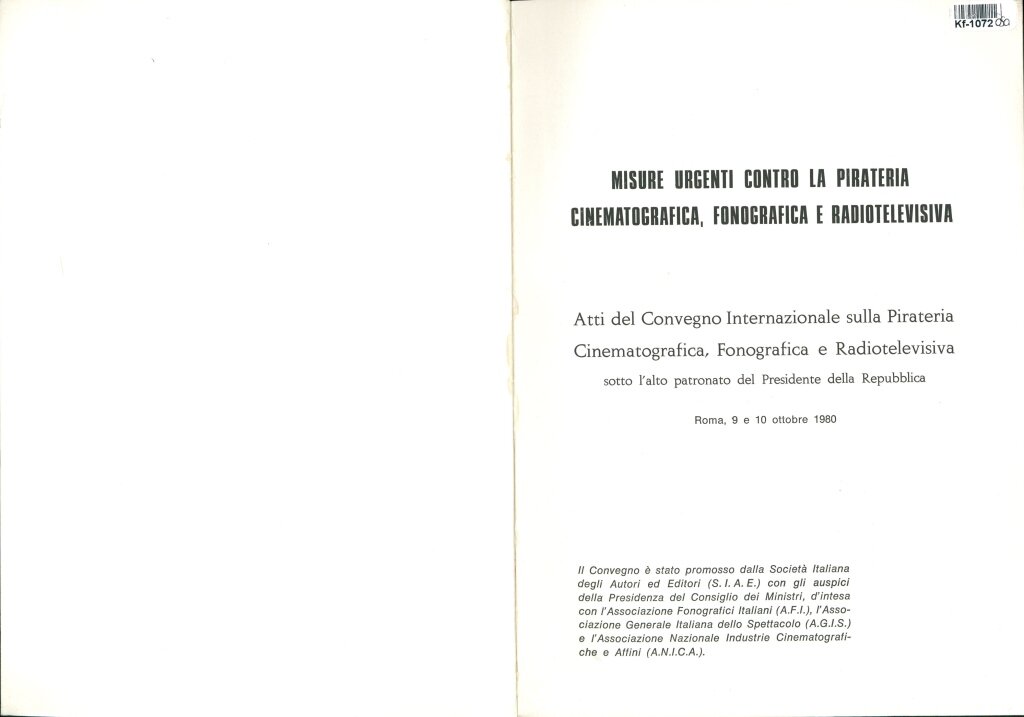 Kf-1072
MISURE URGENTI CONTRO LA PIRATERIA
CINEMATOGRAFICA, FONOGRAFICA E RADIOTELEVISIVA
Atti del Convegno Internazionale sulla Pirateria
Cinematografica, Fonografica e Radiotelevisiva
sotto l'alto patronato del Presidente della Repubblica
Roma, 9 e 10 ottobre 1980
Il Convegno è stato promosso dalla Società Italiana
degli Autori ed Editori (S. I. A. E.) con gli auspici
della Presidenza del Consiglio dei Ministri, d'intesa
con l'Associazione Fonografici Italiani (A.F.I.), l'Asso-
ciazione Generale Italiana dello Spettacolo (A.G.I.S.)
e l'Associazione Nazionale Industrie Cinematografi-
che e Affini (A.N.I.C.A.).